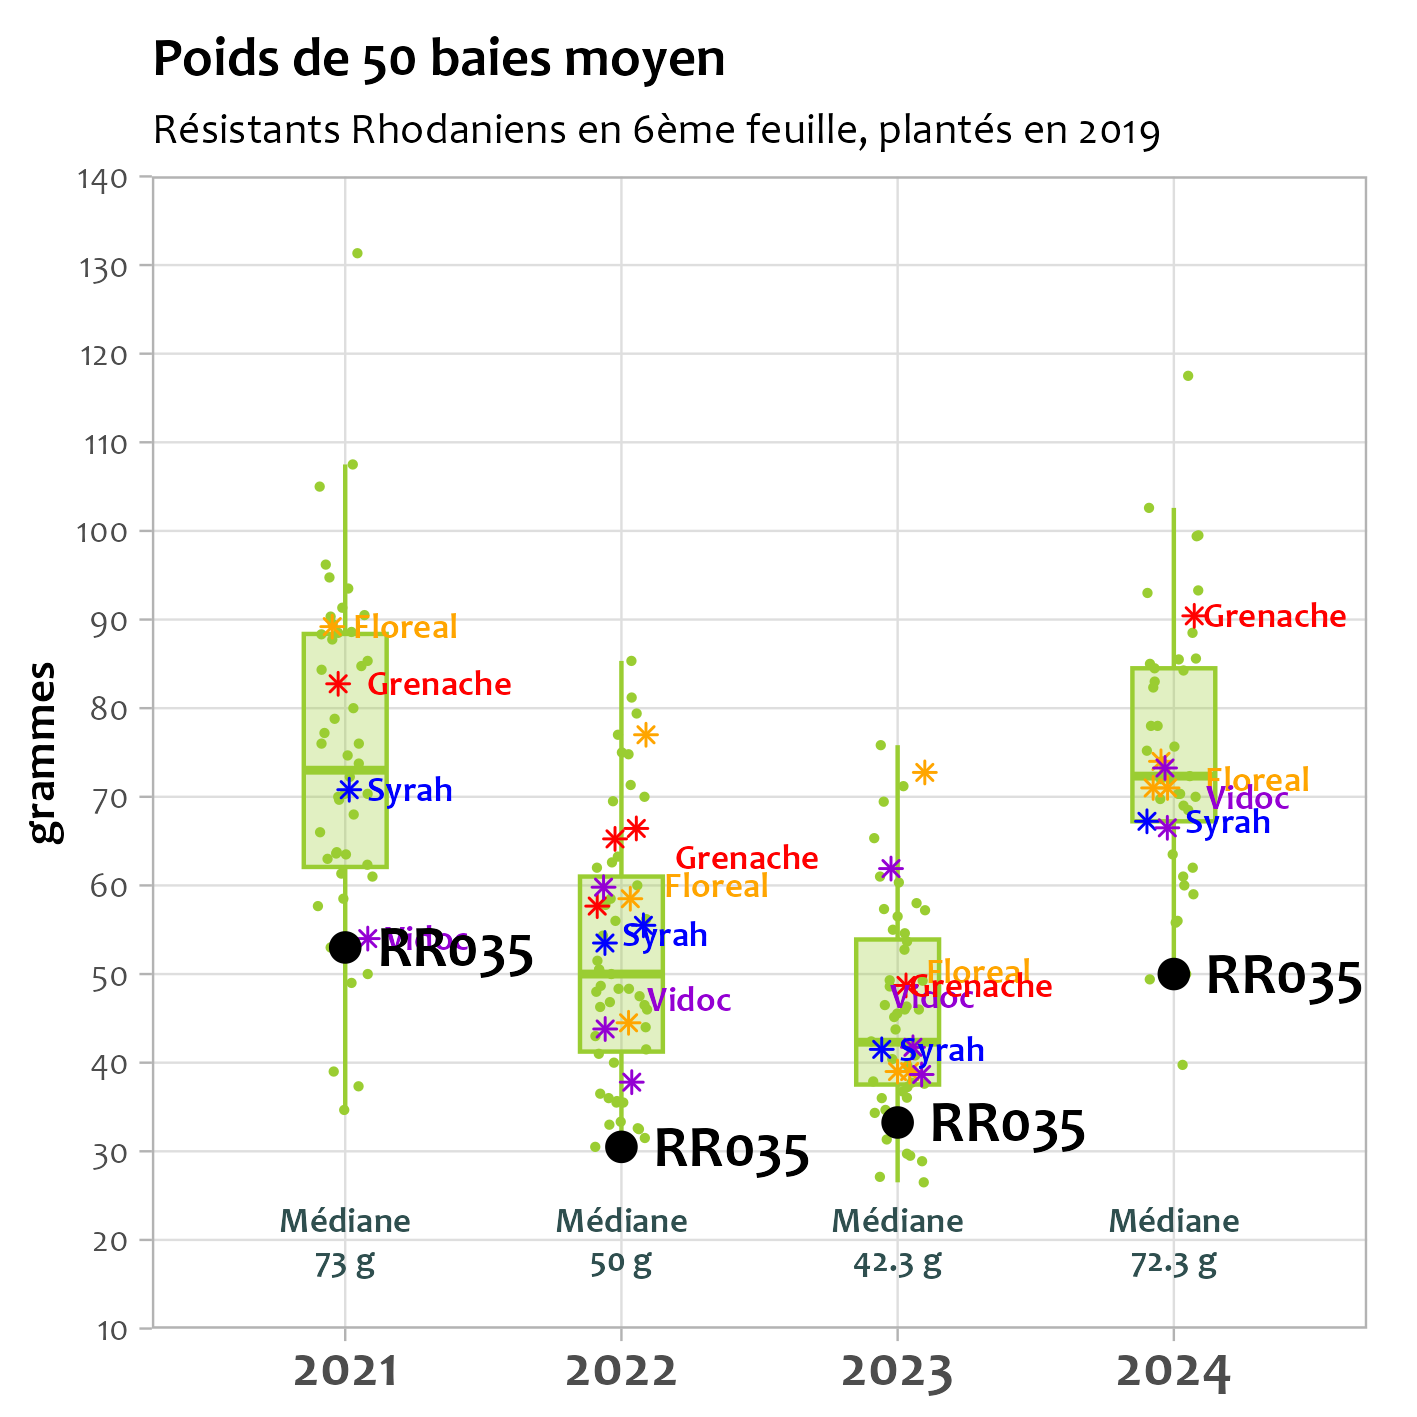 Poids de 50 baies moyen
Résistants Rhodaniens en 6ème feuille, plantés en 2019
grammes
140
130
120
110
100
90
80
70
60
50
40
30
20
10
Floreal
Grenache
Syrah
Vidoc
RR035
Médiane
73 g
Grenache
Floreal
Syrah
Vidoc
RR035
Médiane
50 g
Floreal
Grenache
Vidoc
Syrah
RR035
Médiane
42.3 g
Grenache
Floreal
Vidoc
Syrah
RR035
Médiane
72.3 g
2021
2022
2023
2024